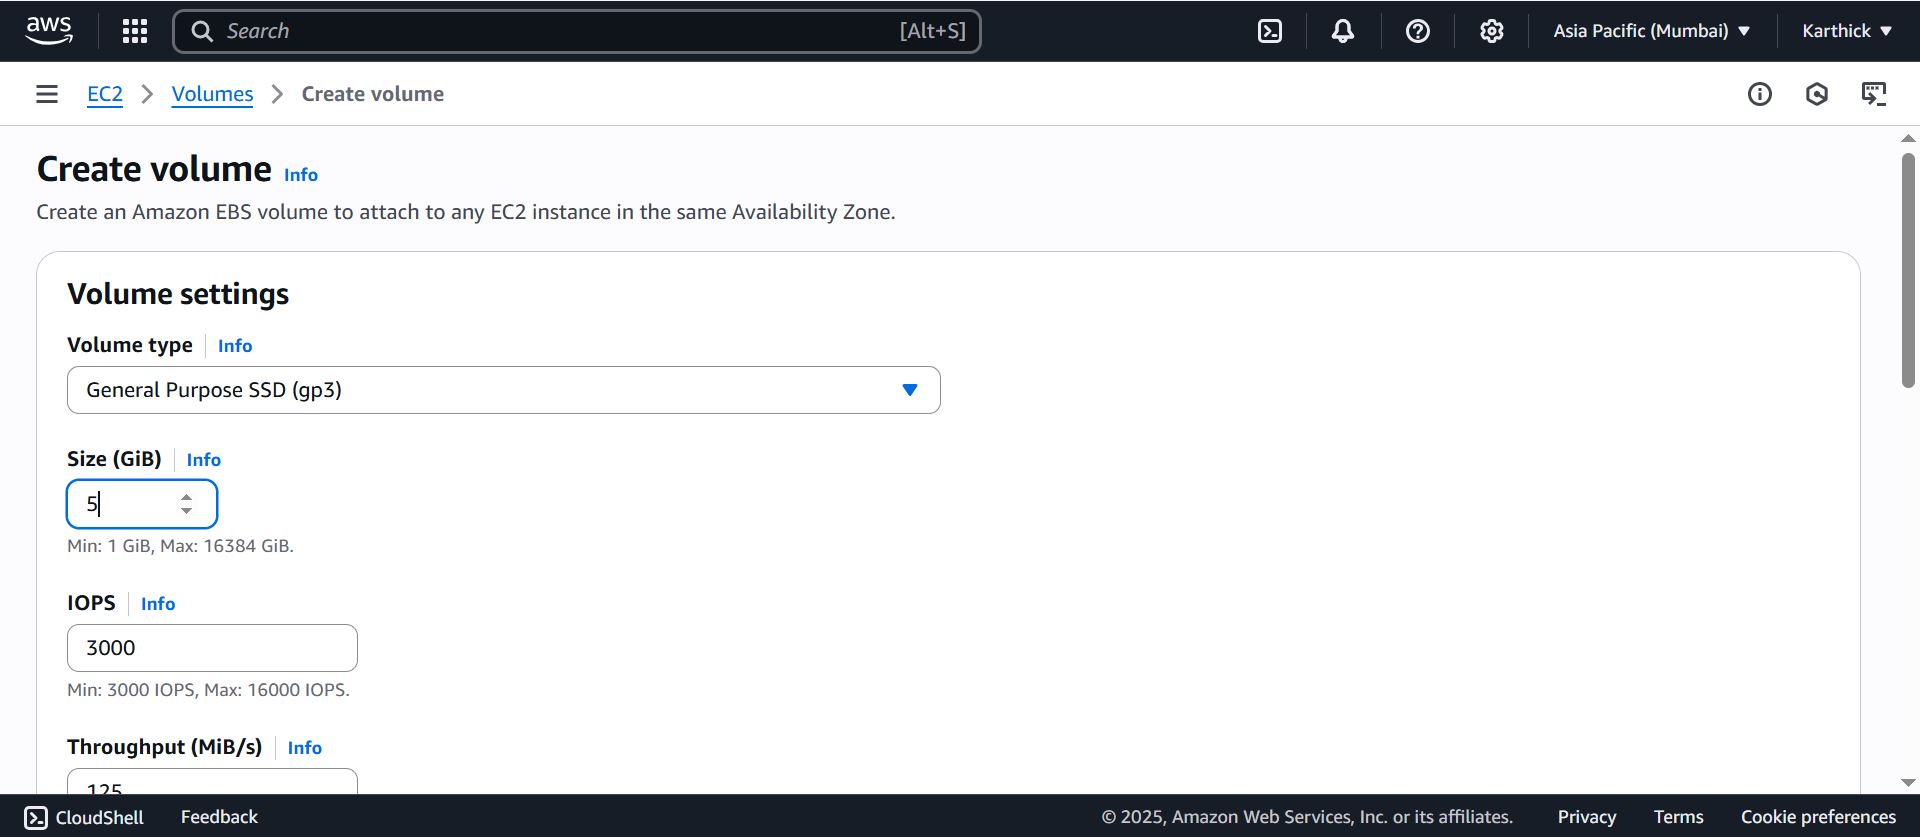 aws Search [Alt+S] Asia Pacific (Mumbai) Karthick
EC2 Volumes Create volume
Create volume Info
Create an Amazon EBS volume to attach to any EC2 instance in the same Availability Zone.
Volume settings
Volume type Info
General Purpose SSD (gp3)
Size (GiB) Info
5
Min: 1 GiB, Max: 16384 GiB.
IOPS Info
3000
Min: 3000 IOPS, Max: 16000 IOPS.
Throughput (MiB/s) Info
125
CloudShell Feedback © 2025, Amazon Web Services, Inc. or its affiliates. Privacy Terms Cookie preferences